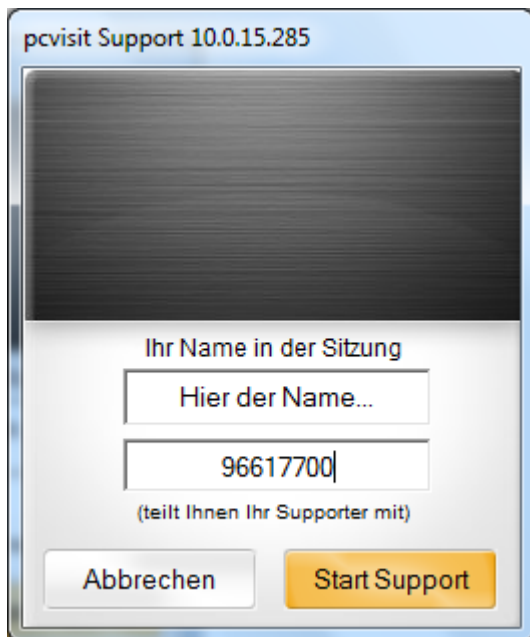 pcvisit Support 10.0.15.285
Ihr Name in der Sitzung
Hier der Name...
96617700
(teilt Ihnen Ihr Supporter mit)
Abbrechen Start Support